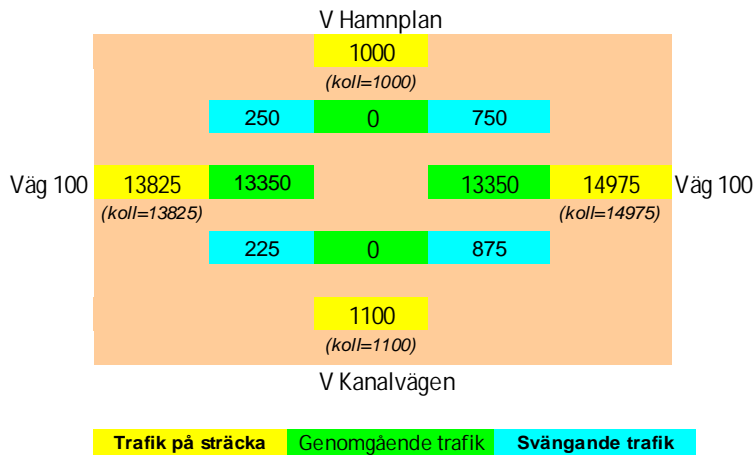 V Hamnplan
1000
(koll=1000)
250 0 750
Väg 100 13825 13350 13350 14975 Väg 100
(koll=13825) (koll=14975)
225 0 875
1100
(koll=1100)
V Kanalvägen
Trafik på sträcka Genomgående trafik Svängande trafik